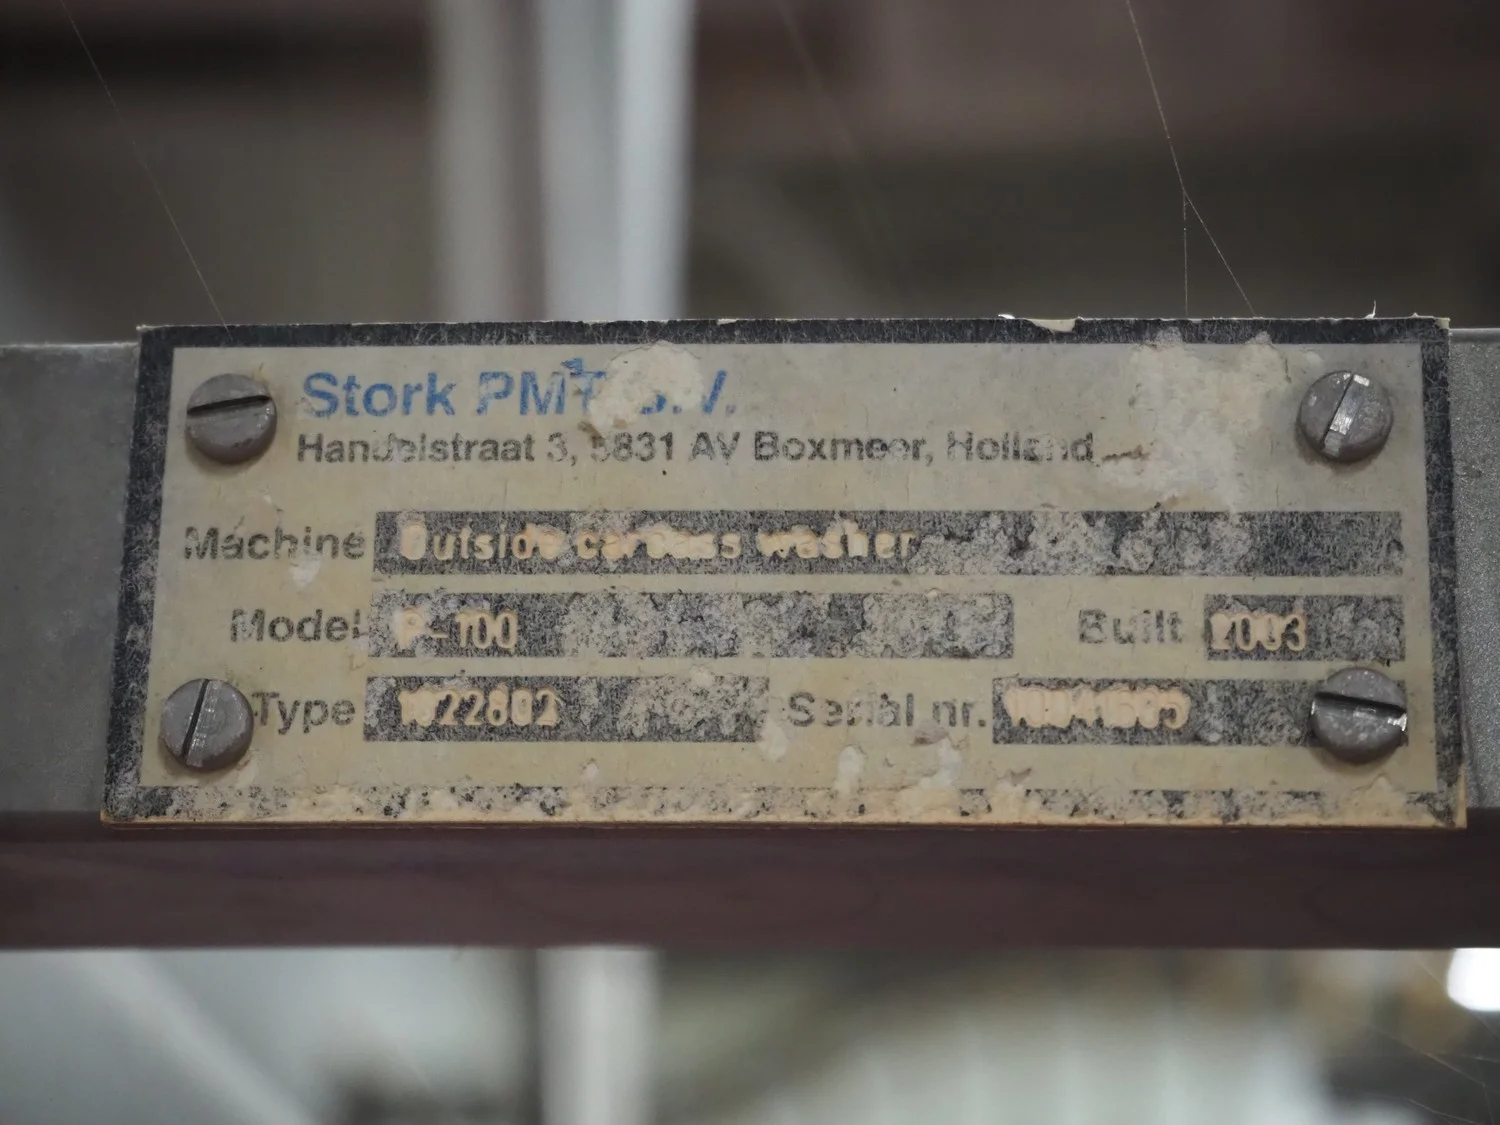 Stork PMT B.V.
Handelstraat 3, 5831 AV Boxmeer, Holland
Machine Outside carcass washer
Model P-100 Built 2003
Type 1022802 Serial nr.